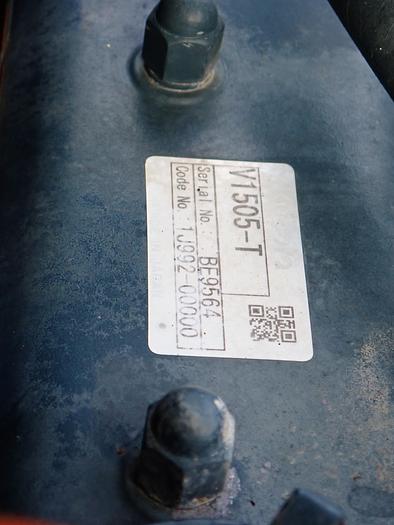 V1505-T
Serial No. BE9564
Code No. 1J992-00000